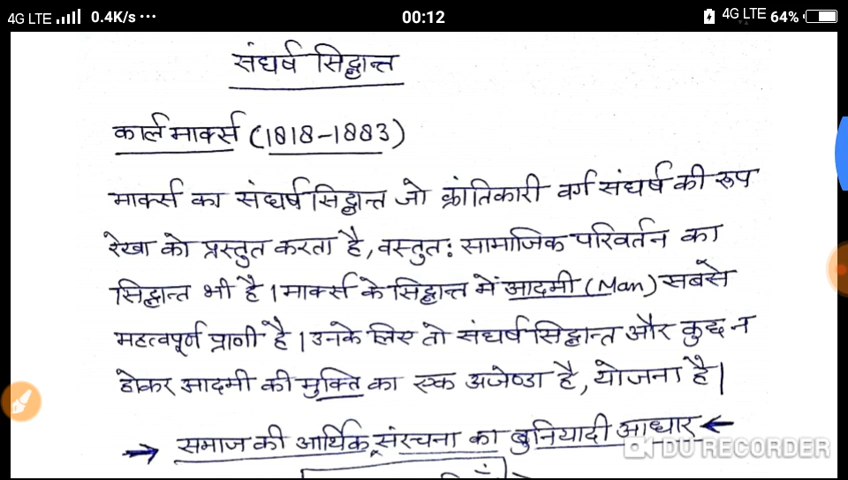 4G LTE 0.4K/s ... 00:12 4G LTE 64%
संघर्ष सिद्धान्त
कार्ल मार्क्स (1818-1883)
मार्क्स का संघर्ष सिद्धान्त जो क्रांतिकारी वर्ग संघर्ष की रूप
रेखा को प्रस्तुत करता है, वस्तुतः सामाजिक परिवर्तन का
सिद्धान्त भी है। मार्क्स के सिद्धान्त में आदमी (Man) सबसे
महत्वपूर्ण प्राणी है। उनके लिए तो संघर्ष सिद्धान्त और कुछ न
होकर आदमी की मुक्ति का एक अजेण्डा है, योजना है।
→ समाज की आर्थिक संरचना का बुनियादी आधार ←
DU RECORDER